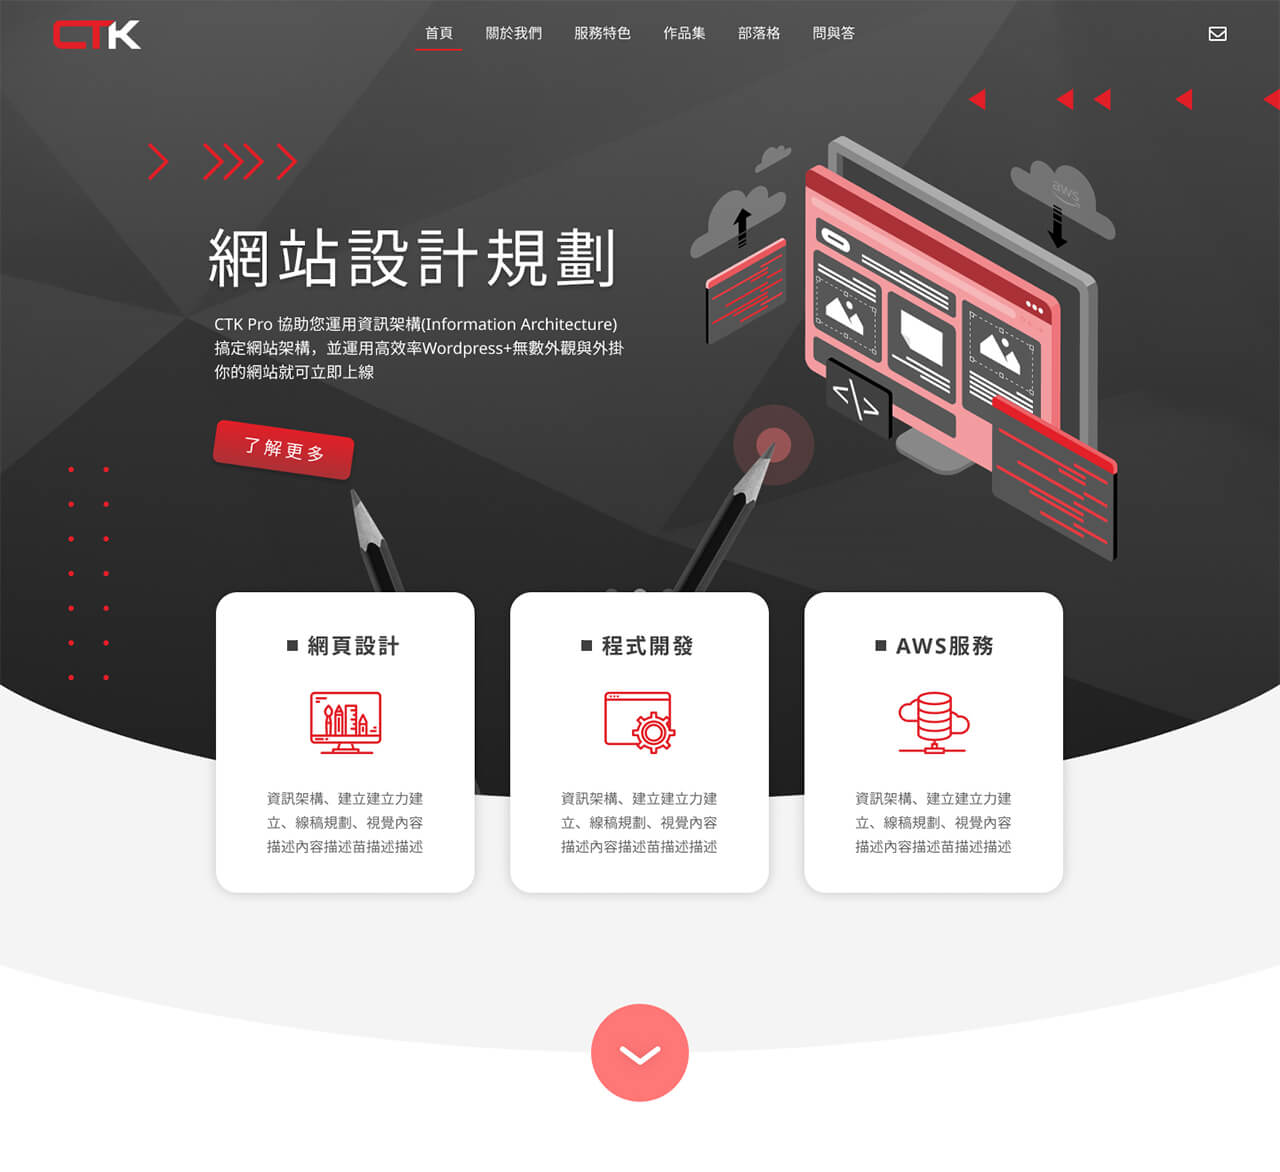 CTK
首頁 關於我們 服務特色 作品集 部落格 問與答
aws
網站設計規劃
CTK Pro 協助您運用資訊架構(Information Architecture)
搞定網站架構，並運用高效率Wordpress+無數外觀與外掛
你的網站就可立即上線
了解更多
</>
網頁設計
資訊架構、建立建立力建
立、線稿規劃、視覺內容
描述內容描述苗描述描述
程式開發
資訊架構、建立建立力建
立、線稿規劃、視覺內容
描述內容描述苗描述描述
AWS服務
資訊架構、建立建立力建
立、線稿規劃、視覺內容
描述內容描述苗描述描述